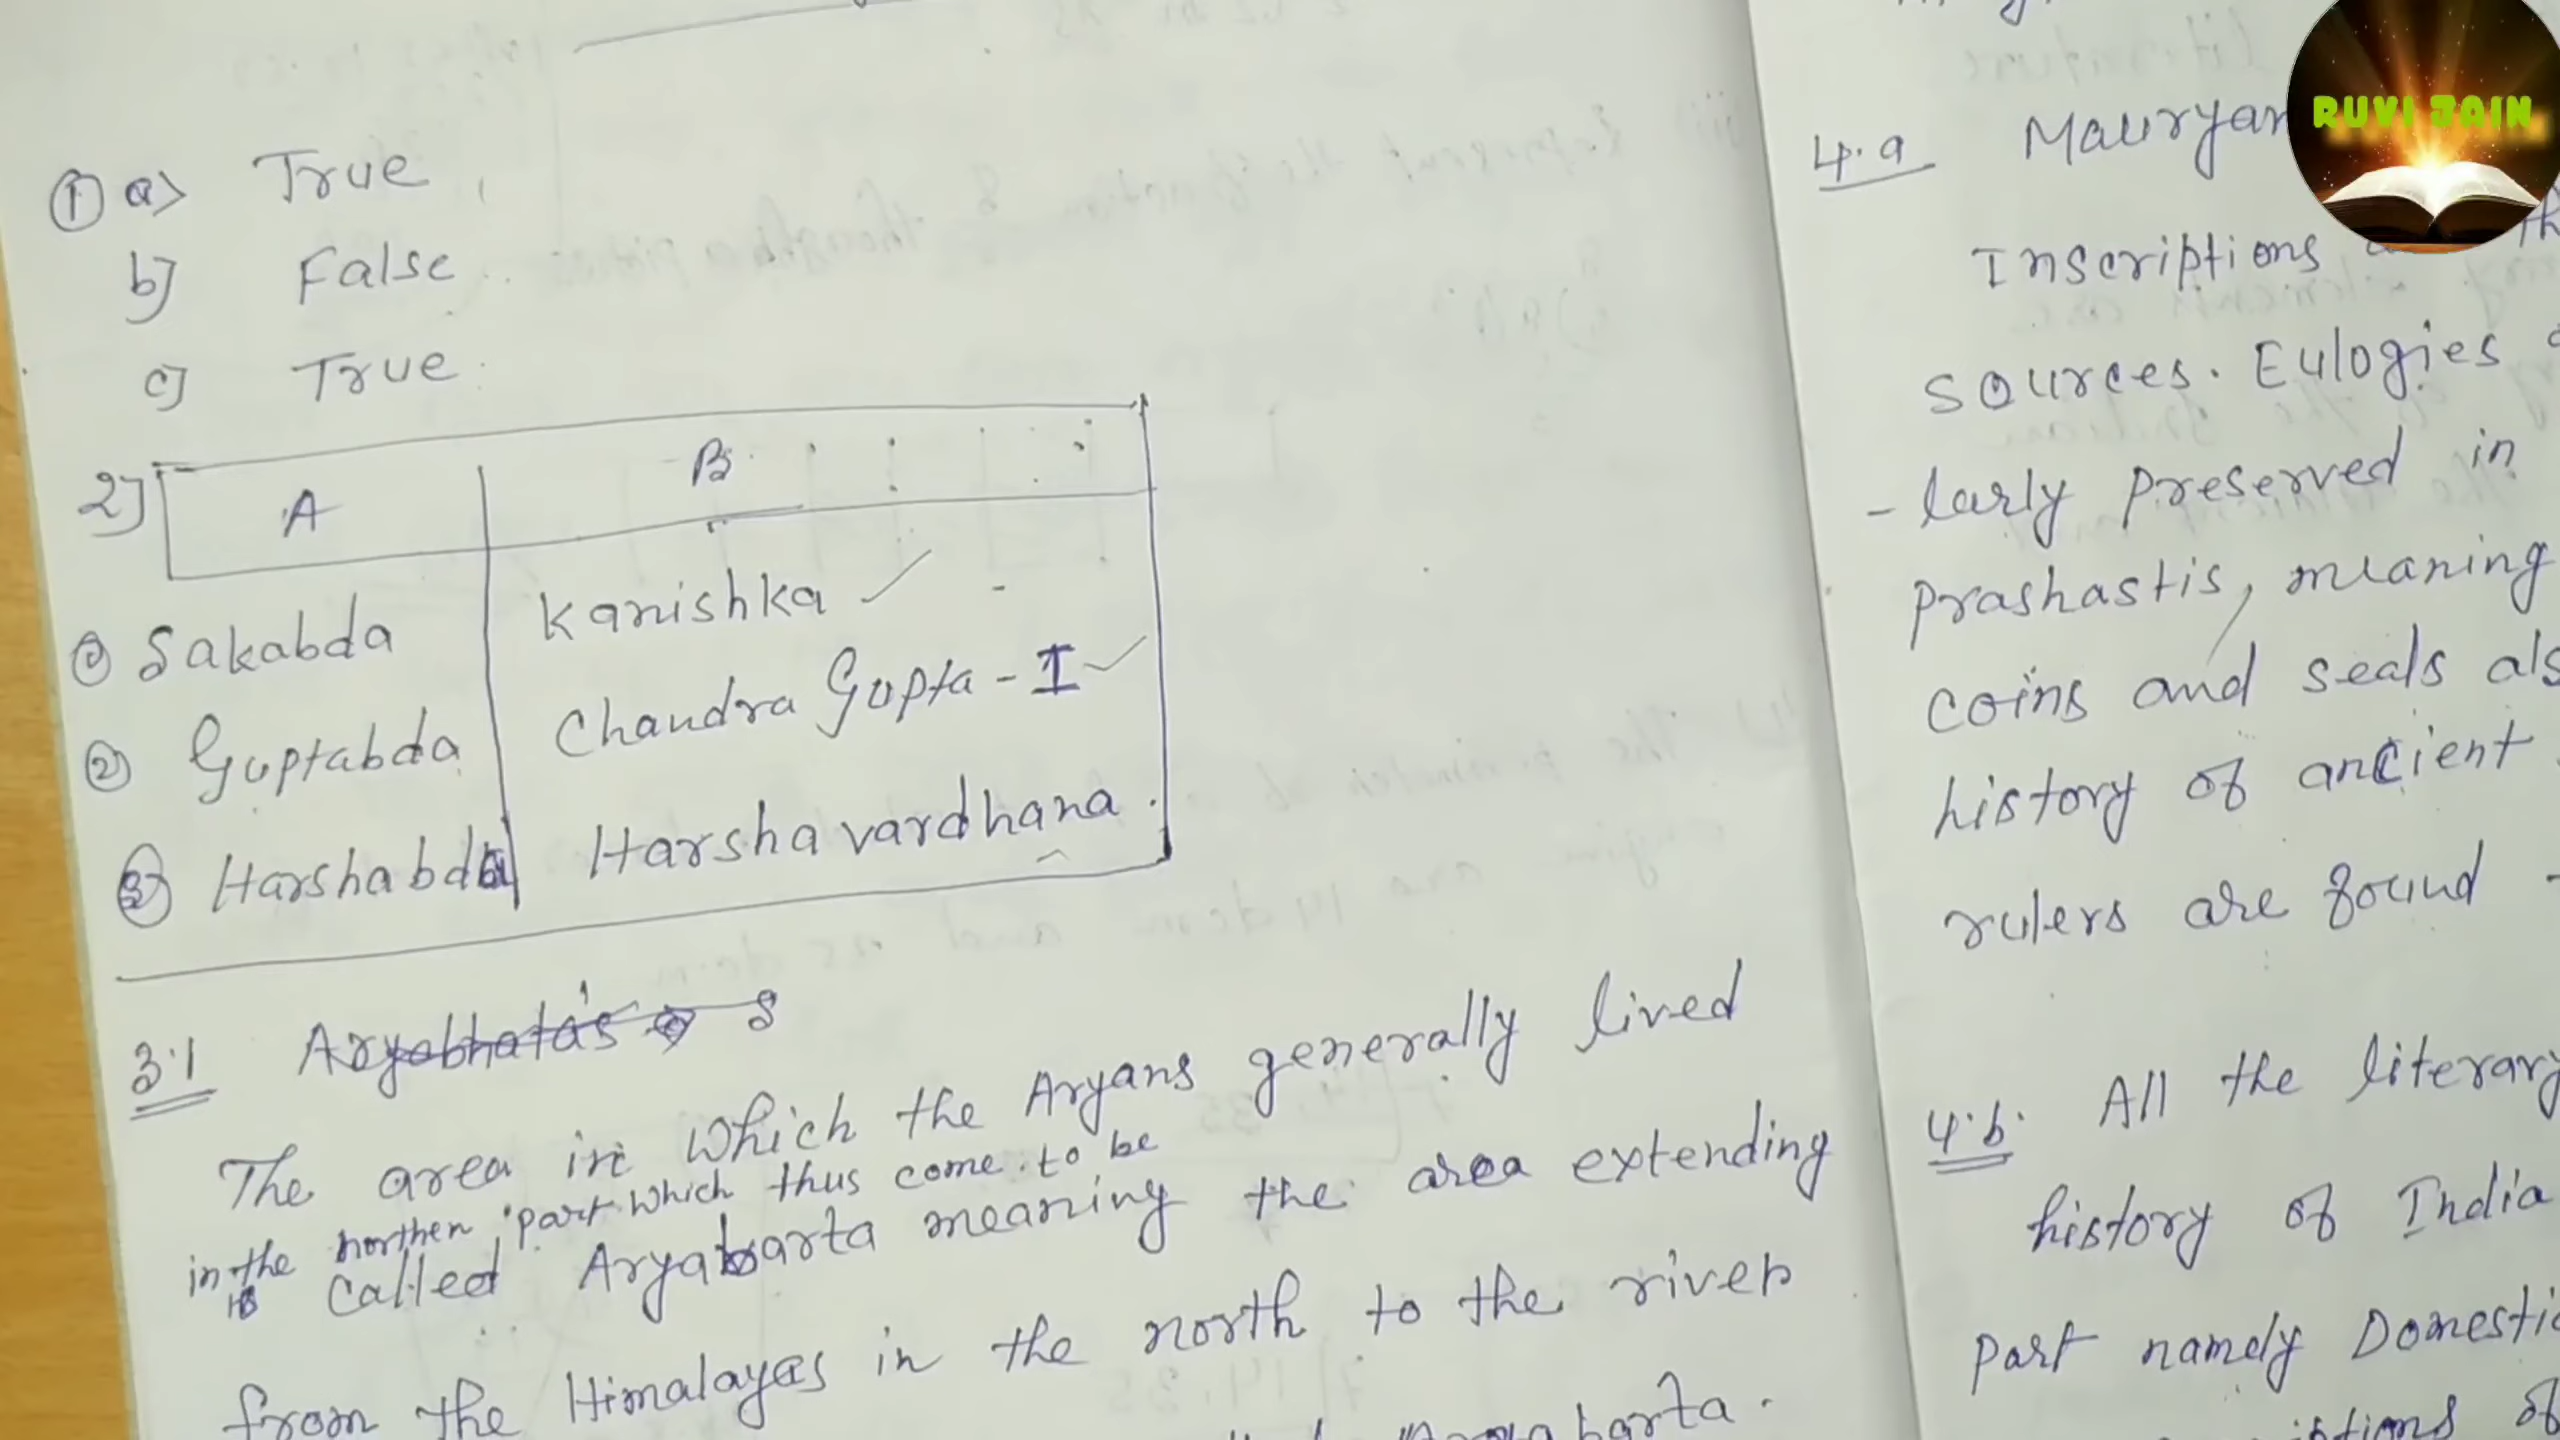 ① a) True
b] False
c] True
2] A B
① Sakabda Kanishka
② Guptabda Chandra Gupta - I
③ Harshabda Harshavardhana.
3.1 Aryabhata's
The area in which the Aryans generally lived
in the northen part which thus come to be
called Aryabarta meaning the area extending
from the Himalayas in the north to the river
Aryabarta.
4.a Mauryan
Inscriptions
sources. Eulogies
- larly preserved in
prashastis, meaning
coins and seals als
history of ancient
rulers are found
4.b. All the literary
history of India
part namely Domestic
of
RUVI JAIN